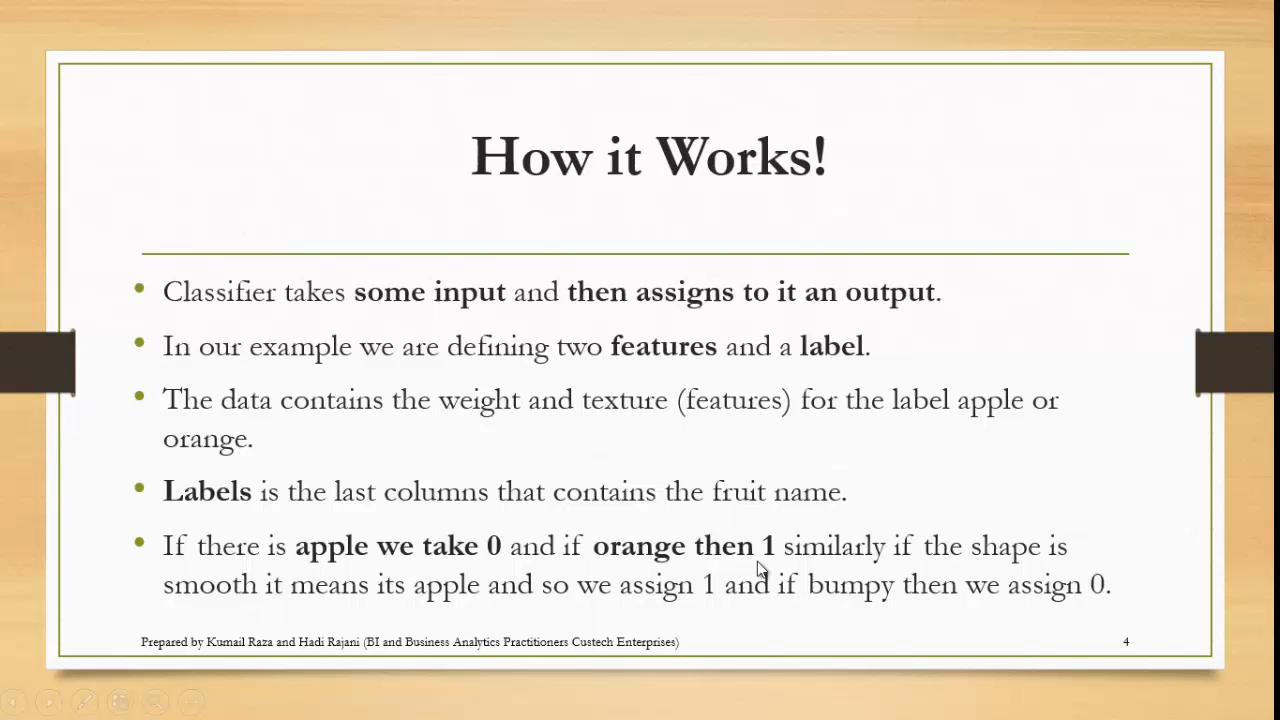 How it Works!
• Classifier takes some input and then assigns to it an output.
• In our example we are defining two features and a label.
• The data contains the weight and texture (features) for the label apple or
orange.
• Labels is the last columns that contains the fruit name.
• If there is apple we take 0 and if orange then 1 similarly if the shape is
smooth it means its apple and so we assign 1 and if bumpy then we assign 0.
Prepared by Kumail Raza and Hadi Rajani (BI and Business Analytics Practitioners Custech Enterprises)
4